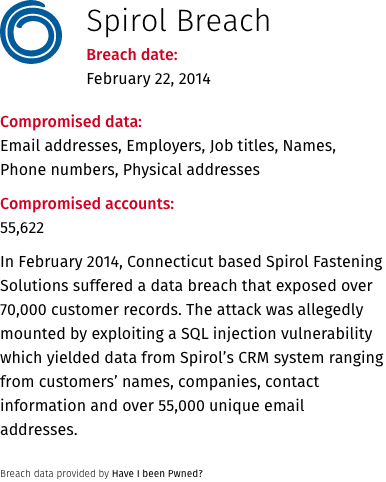 Spirol Breach
Breach date:
February 22, 2014
Compromised data:
Email addresses, Employers, Job titles, Names,
Phone numbers, Physical addresses
Compromised accounts:
55,622
In February 2014, Connecticut based Spirol Fastening
Solutions suffered a data breach that exposed over
70,000 customer records. The attack was allegedly
mounted by exploiting a SQL injection vulnerability
which yielded data from Spirol’s CRM system ranging
from customers’ names, companies, contact
information and over 55,000 unique email
addresses.
Breach data provided by Have I been Pwned?